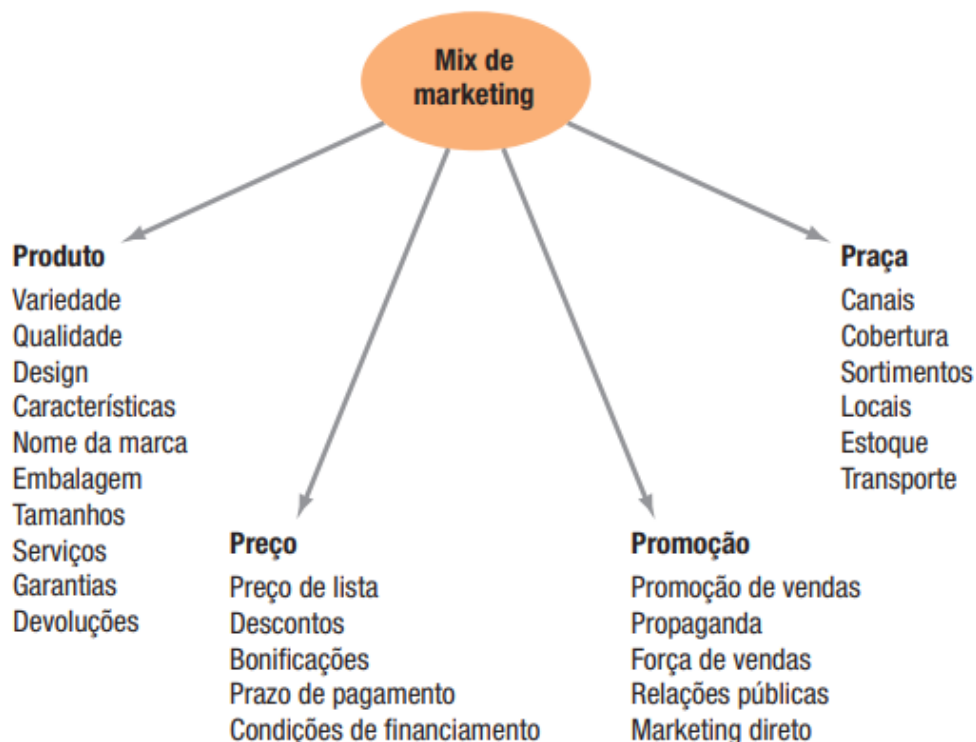 Mix de
marketing
Produto
Variedade
Qualidade
Design
Características
Nome da marca
Embalagem
Tamanhos
Serviços
Garantias
Devoluções
Preço
Preço de lista
Descontos
Bonificações
Prazo de pagamento
Condições de financiamento
Promoção
Promoção de vendas
Propaganda
Força de vendas
Relações públicas
Marketing direto
Praça
Canais
Cobertura
Sortimentos
Locais
Estoque
Transporte